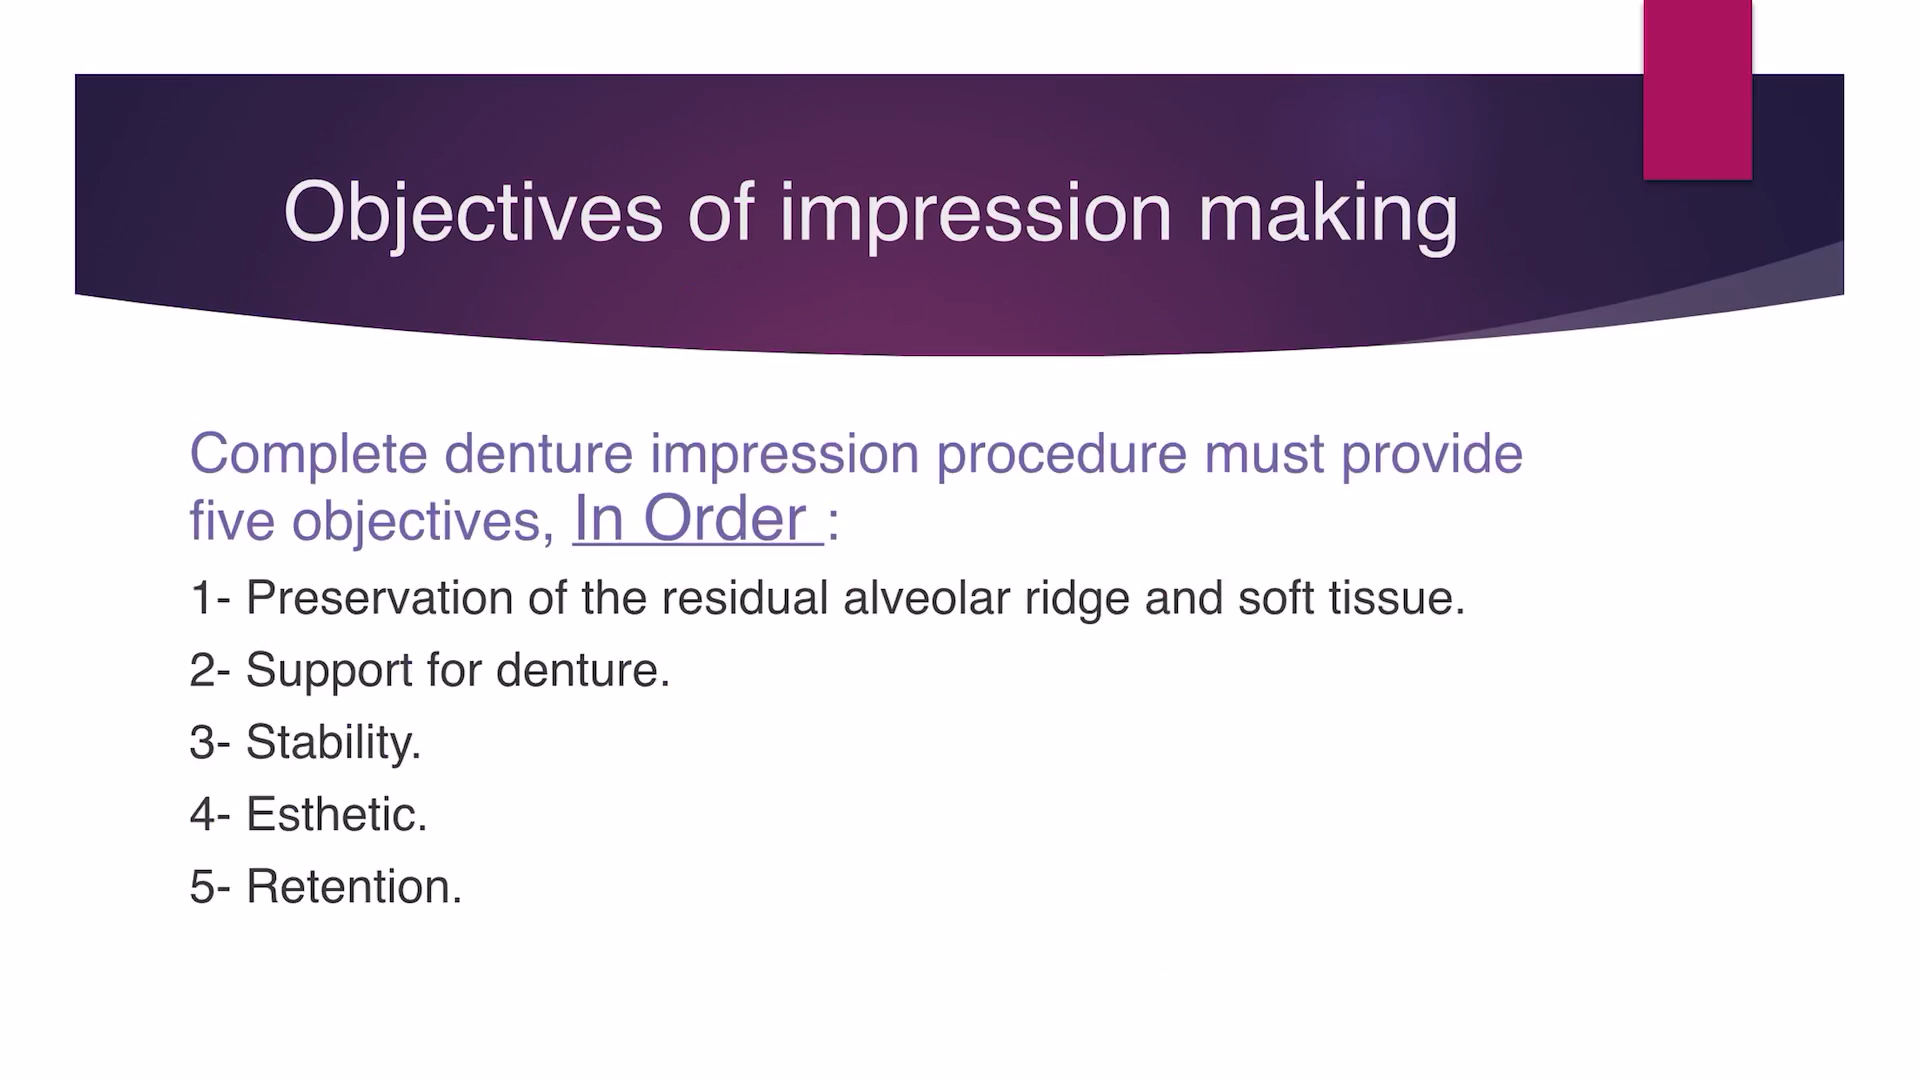 Objectives of impression making
Complete denture impression procedure must provide
five objectives, In Order :
1- Preservation of the residual alveolar ridge and soft tissue.
2- Support for denture.
3- Stability.
4- Esthetic.
5- Retention.